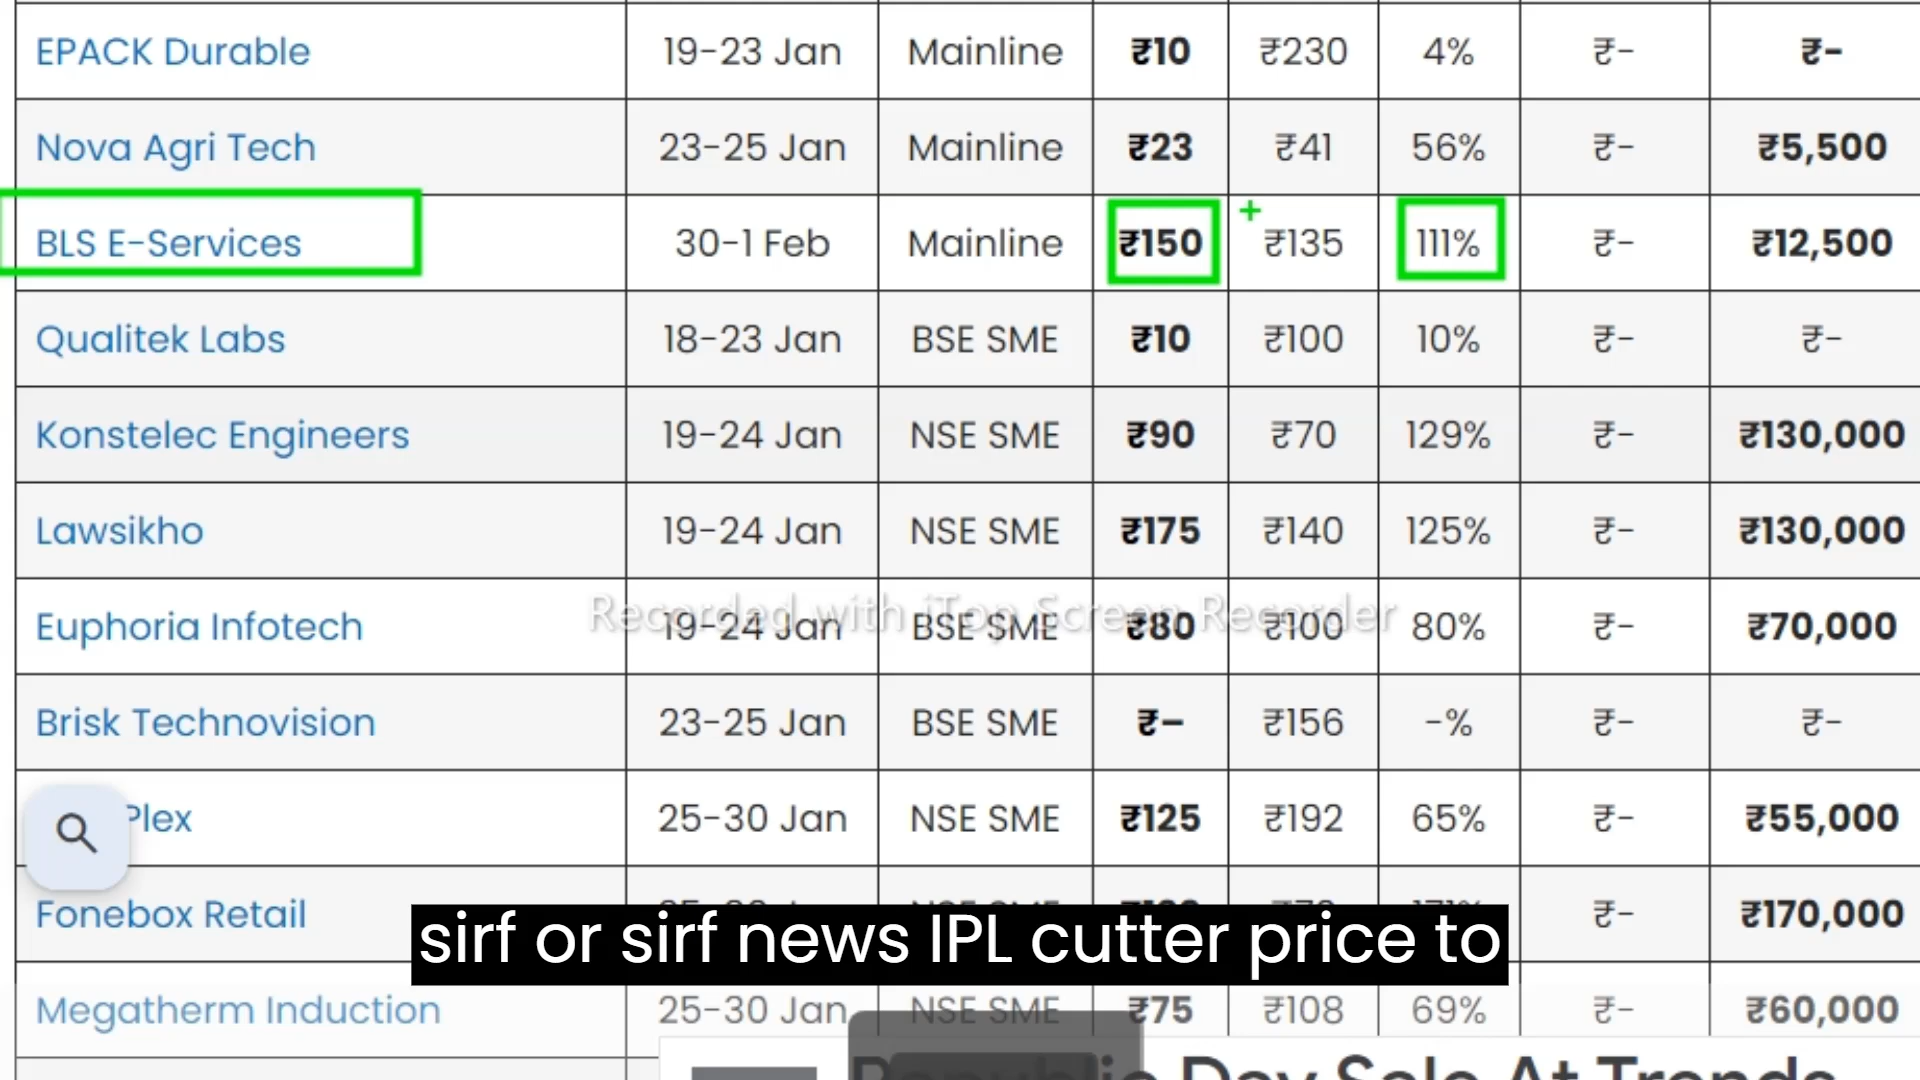 EPACK Durable 19-23 Jan Mainline ₹10 ₹230 4% ₹- ₹-
Nova Agri Tech 23-25 Jan Mainline ₹23 ₹41 56% ₹- ₹5,500
BLS E-Services 30-1 Feb Mainline ₹150 + ₹135 111% ₹- ₹12,500
Qualitek Labs 18-23 Jan BSE SME ₹10 ₹100 10% ₹- ₹-
Konstelec Engineers 19-24 Jan NSE SME ₹90 ₹70 129% ₹- ₹130,000
Lawsikho 19-24 Jan NSE SME ₹175 ₹140 125% ₹- ₹130,000
Recorded with iTop Screen Recorder
Euphoria Infotech 19-24 Jan BSE SME ₹80 ₹100 80% ₹- ₹70,000
Brisk Technovision 23-25 Jan BSE SME ₹- ₹156 -% ₹- ₹-
Plex 25-30 Jan NSE SME ₹125 ₹192 65% ₹- ₹55,000
Fonebox Retail ₹- ₹170,000
sirf or sirf news IPL cutter price to
Megatherm Induction 25-30 Jan NSE SME ₹75 ₹108 69% ₹- ₹60,000
Republic Day Sale At Trends